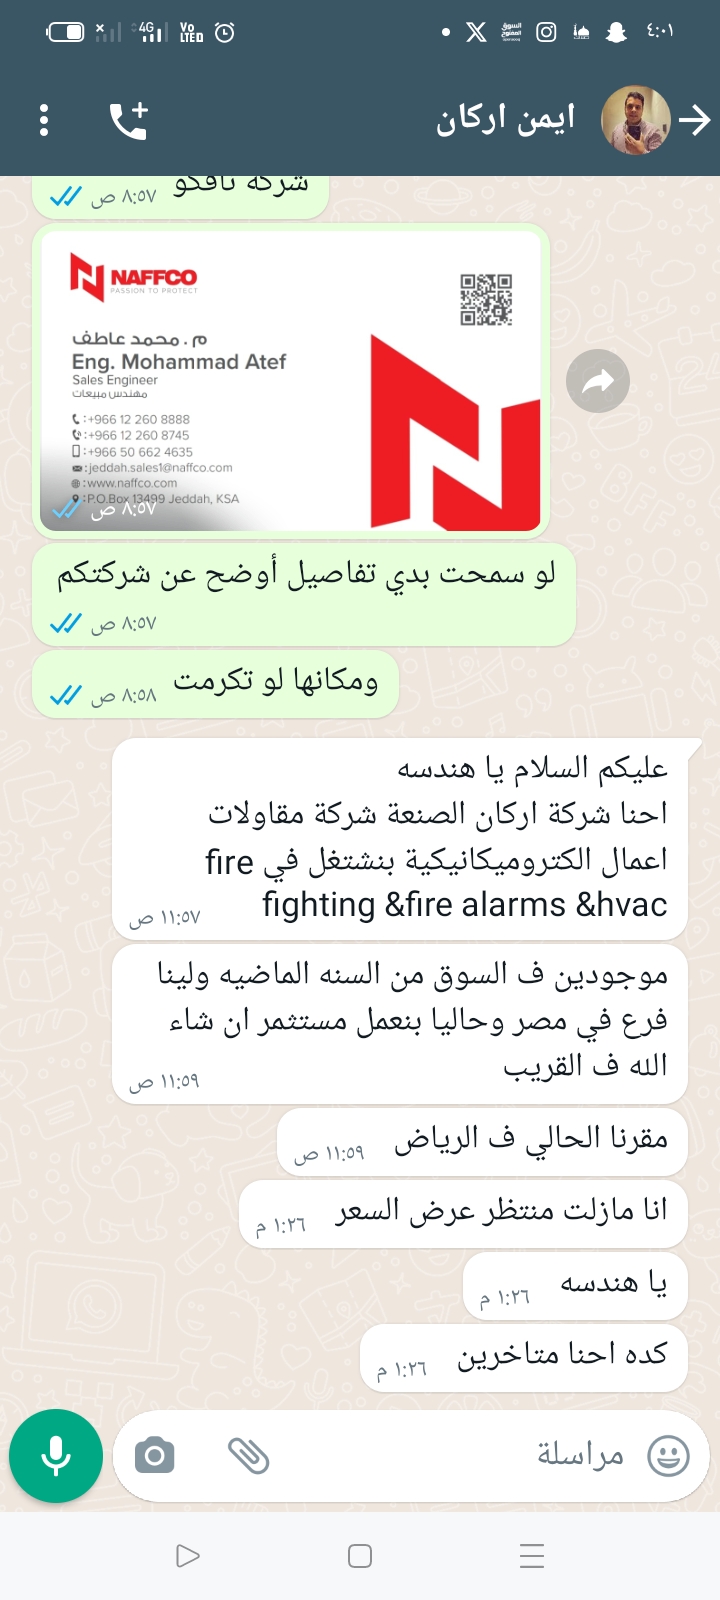 ٤:٠١
4G
Vo LTED
ايمن اركان
شركة نافكو
٨:٥٧ ص
NAFFCO
PASSION TO PROTECT
م . محمد عاطف
Eng. Mohammad Atef
Sales Engineer
مهندس مبيعات
:+966 12 260 8888
:+966 12 260 8745
:+966 50 662 4635
:jeddah.sales1@naffco.com
:www.naffco.com
:P.O.Box 13499 Jeddah, KSA
٨:٥٧ ص
لو سمحت بدي تفاصيل أوضح عن شركتكم
٨:٥٧ ص
ومكانها لو تكرمت
٨:٥٨ ص
عليكم السلام يا هندسه
احنا شركة اركان الصنعة شركة مقاولات
اعمال الكتروميكانيكية بنشتغل في fire
fighting &fire alarms &hvac
١١:٥٧ ص
موجودين ف السوق من السنه الماضيه ولينا
فرع في مصر وحاليا بنعمل مستثمر ان شاء
الله ف القريب
١١:٥٩ ص
مقرنا الحالي ف الرياض
١١:٥٩ ص
انا مازلت منتظر عرض السعر
١:٢٦ م
يا هندسه
١:٢٦ م
كده احنا متاخرين
١:٢٦ م
مراسلة